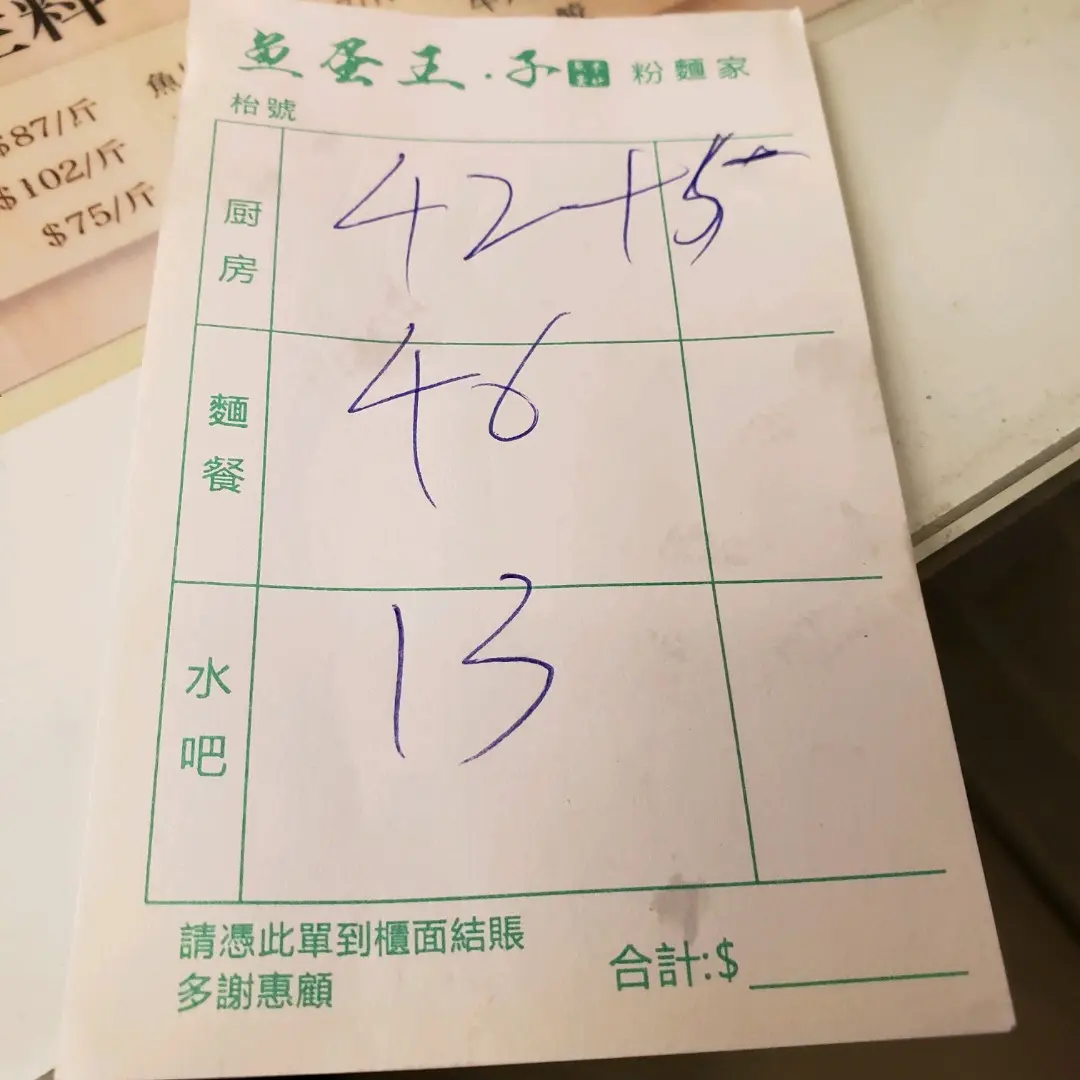 $87/斤
$102/斤
$75/斤
魚蛋王·子 粉麵家
枱號
厨房 42+15
麵餐 46
水吧 13
請憑此單到櫃面結賬
多謝惠顧
合計:$